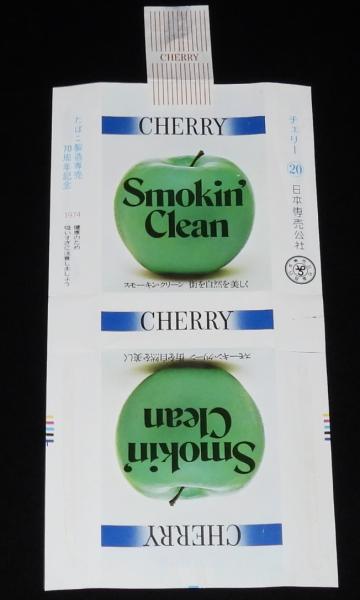 CHERRY
CHERRY
Smokin'
Clean
スモーキン・クリーン 街を自然を美しく
チェリー 20 日本専売公社
たばこ製造専売
70周年記念
1974
健康のため
吸いすぎに注意しましょう
CHERRY
スモーキン・クリーン 街を自然を美しく
Smokin'
Clean
CHERRY